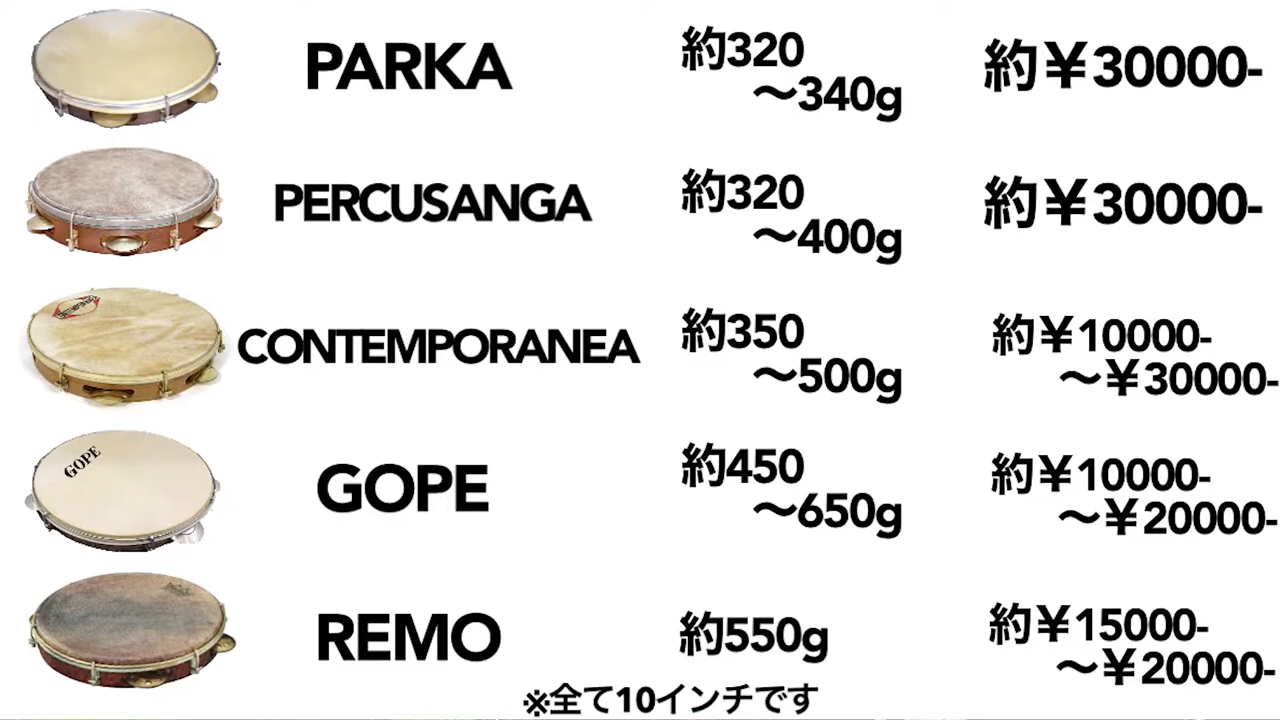 PARKA
約320
〜340g
約￥30000-
PERCUSANGA
約320
〜400g
約￥30000-
CONTEMPORANEA
約350
〜500g
約￥10000-
〜￥30000-
GOPE
GOPE
約450
〜650g
約￥10000-
〜￥20000-
REMO
約550g
約￥15000-
〜￥20000-
※全て10インチです